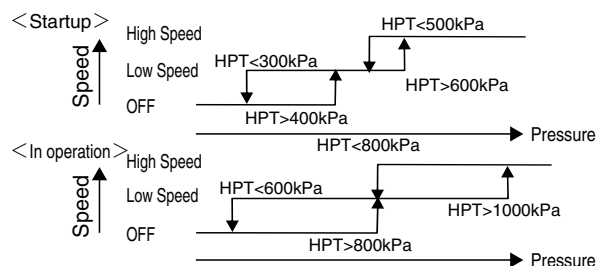 <Startup>
High Speed
HPT<500kPa
Low Speed
HPT<300kPa
HPT>600kPa
OFF
HPT>400kPa
Speed
Pressure
HPT<800kPa
<In operation>
High Speed
Low Speed
HPT<600kPa
HPT>1000kPa
OFF
HPT>800kPa
Speed
Pressure